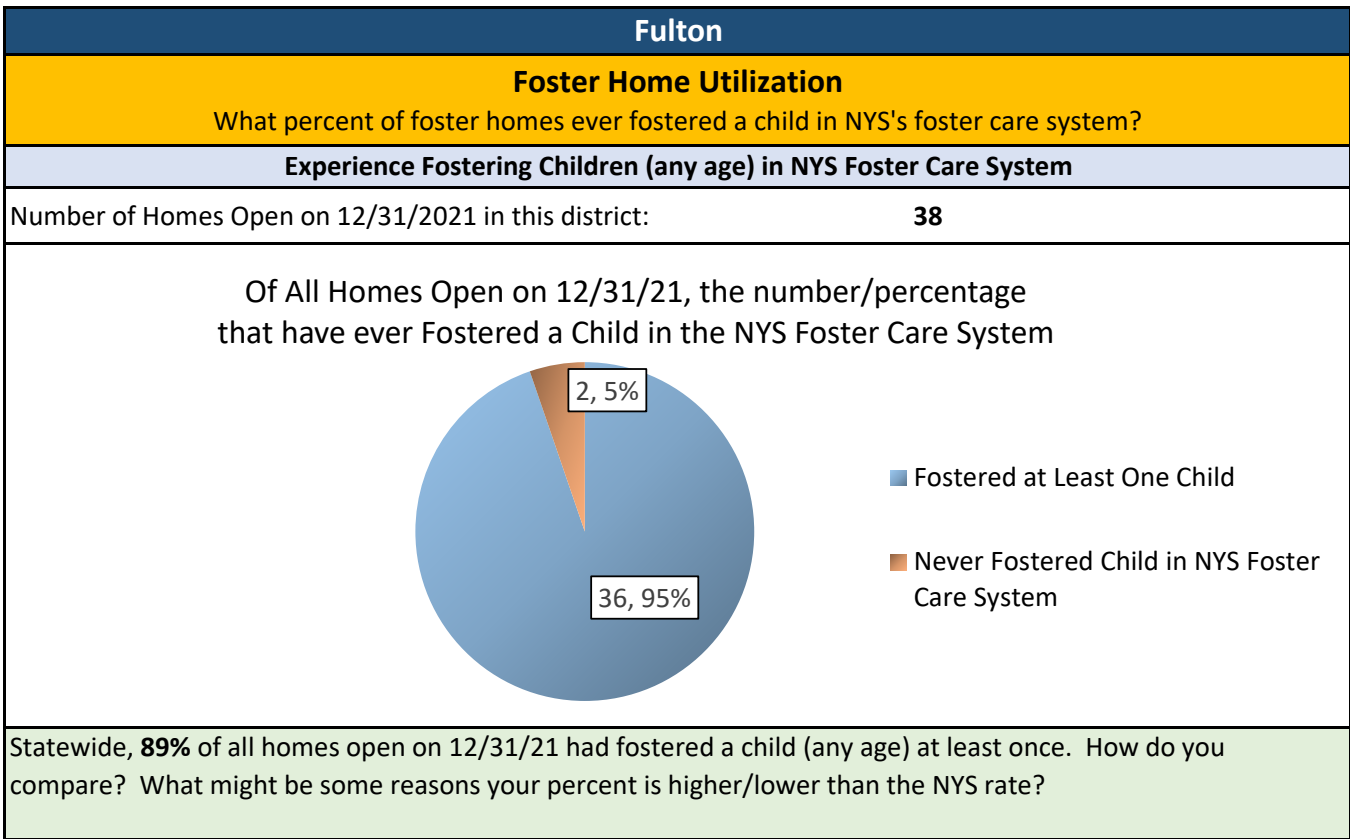 Fulton
Foster Home Utilization
What percent of foster homes ever fostered a child in NYS's foster care system?
Experience Fostering Children (any age) in NYS Foster Care System
Number of Homes Open on 12/31/2021 in this district: 38
Of All Homes Open on 12/31/21, the number/percentage
that have ever Fostered a Child in the NYS Foster Care System
2, 5%
36, 95%
Fostered at Least One Child
Never Fostered Child in NYS Foster
Care System
Statewide, 89% of all homes open on 12/31/21 had fostered a child (any age) at least once.  How do you
compare?  What might be some reasons your percent is higher/lower than the NYS rate?